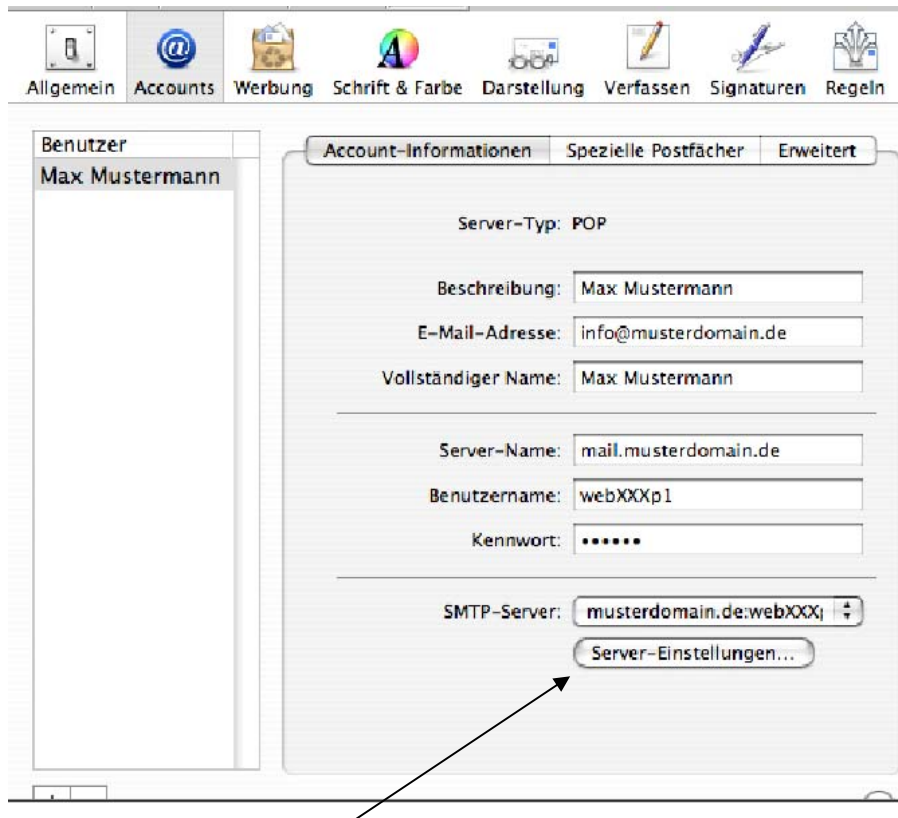 Allgemein Accounts Werbung Schrift & Farbe Darstellung Verfassen Signaturen Regeln
Benutzer
Max Mustermann
Account-Informationen Spezielle Postfächer Erweitert
Server-Typ: POP
Beschreibung: Max Mustermann
E-Mail-Adresse: info@musterdomain.de
Vollständiger Name: Max Mustermann
Server-Name: mail.musterdomain.de
Benutzername: webXXXp1
Kennwort: ••••••
SMTP-Server: musterdomain.de:webXXX
Server-Einstellungen...